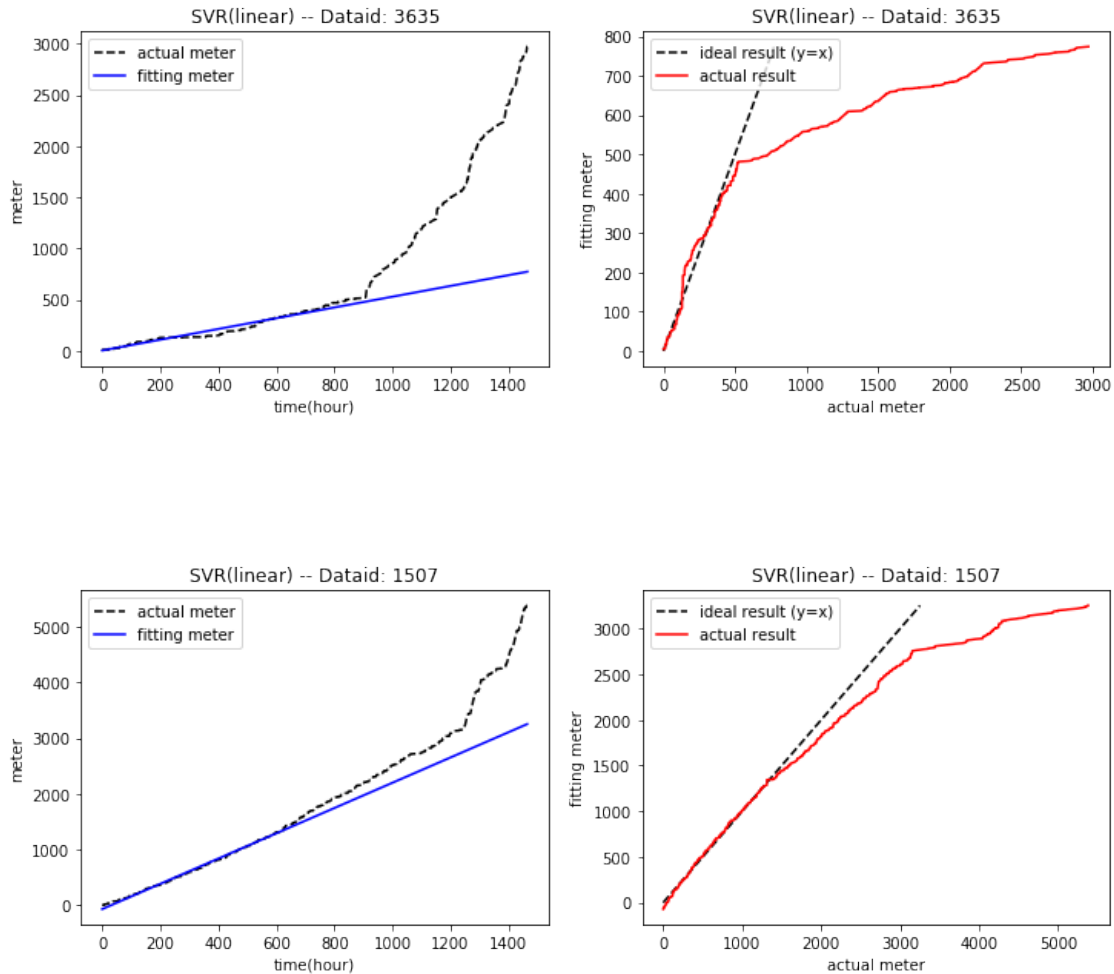 SVR(linear) -- Dataid: 3635
3000
2500
2000
1500
1000
500
0
meter
actual meter
fitting meter
0 200 400 600 800 1000 1200 1400
time(hour)
SVR(linear) -- Dataid: 3635
800
700
600
500
400
300
200
100
0
fitting meter
ideal result (y=x)
actual result
0 500 1000 1500 2000 2500 3000
actual meter
SVR(linear) -- Dataid: 1507
5000
4000
3000
2000
1000
0
meter
actual meter
fitting meter
0 200 400 600 800 1000 1200 1400
time(hour)
SVR(linear) -- Dataid: 1507
3000
2500
2000
1500
1000
500
0
fitting meter
ideal result (y=x)
actual result
0 1000 2000 3000 4000 5000
actual meter